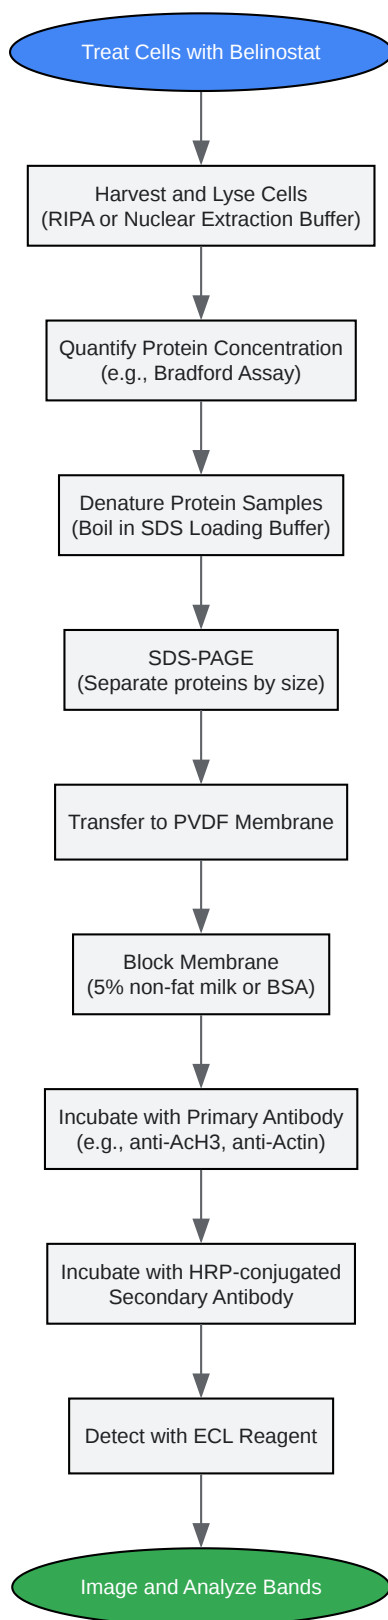 Treat Cells with Belinostat
Harvest and Lyse Cells
(RIPA or Nuclear Extraction Buffer)
Quantify Protein Concentration
(e.g., Bradford Assay)
Denature Protein Samples
(Boil in SDS Loading Buffer)
SDS-PAGE
(Separate proteins by size)
Transfer to PVDF Membrane
Block Membrane
(5% non-fat milk or BSA)
Incubate with Primary Antibody
(e.g., anti-AcH3, anti-Actin)
Incubate with HRP-conjugated
Secondary Antibody
Detect with ECL Reagent
Image and Analyze Bands